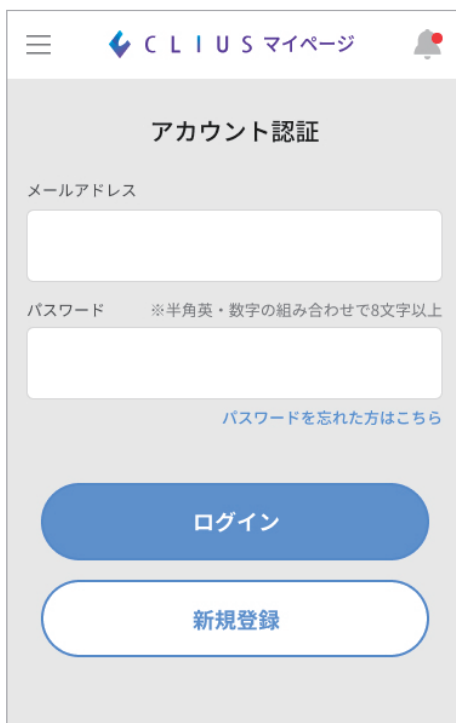 CLIUS マイページ
アカウント認証
メールアドレス
パスワード ※半角英・数字の組み合わせで8文字以上
パスワードを忘れた方はこちら
ログイン
新規登録